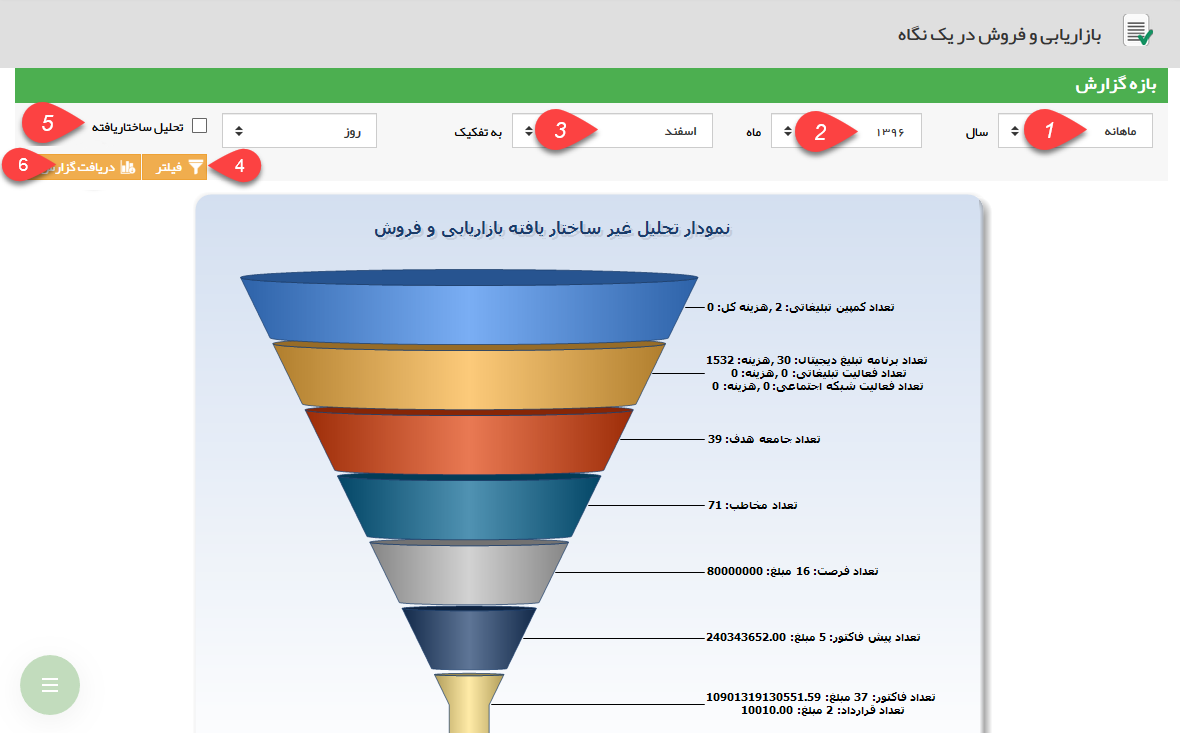 بازاریابی و فروش در یک نگاه
بازه گزارش
ماهانه 1 سال ۱۳۹۶ 2 ماه اسفند 3 به تفکیک روز تحلیل ساختاریافته 5
4 فیلتر دریافت گزارش 6
نمودار تحلیل غیر ساختار یافته بازاریابی و فروش
تعداد کمپین تبلیغاتی: 2 ,هزینه کل: 0
تعداد برنامه تبلیغ دیجیتال: 30 ,هزینه: 1532
تعداد فعالیت تبلیغاتی: 0 ,هزینه: 0
تعداد فعالیت شبکه اجتماعی: 0 ,هزینه: 0
تعداد جامعه هدف: 39
تعداد مخاطب: 71
تعداد فرصت: 16 مبلغ: 80000000
تعداد پیش فاکتور: 5 مبلغ: 240343652.00
تعداد فاکتور: 37 مبلغ: 10901319130551.59
تعداد قرارداد: 2 مبلغ: 10010.00